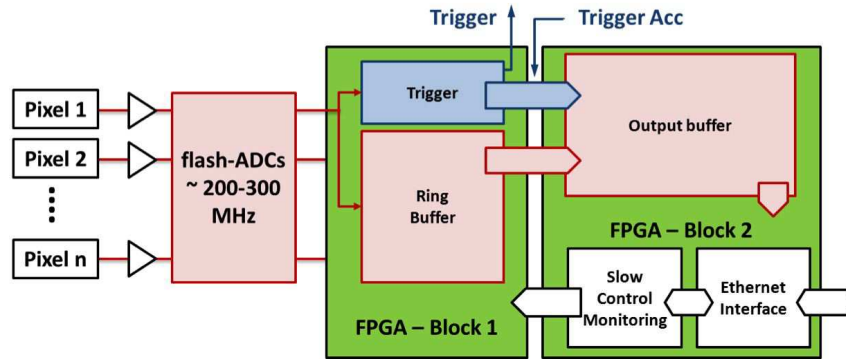 Trigger
Trigger Acc
Pixel 1
Pixel 2
Pixel n
flash-ADCs
~ 200-300
MHz
Trigger
Ring
Buffer
FPGA – Block 1
Output buffer
FPGA – Block 2
Slow
Control
Monitoring
Ethernet
Interface